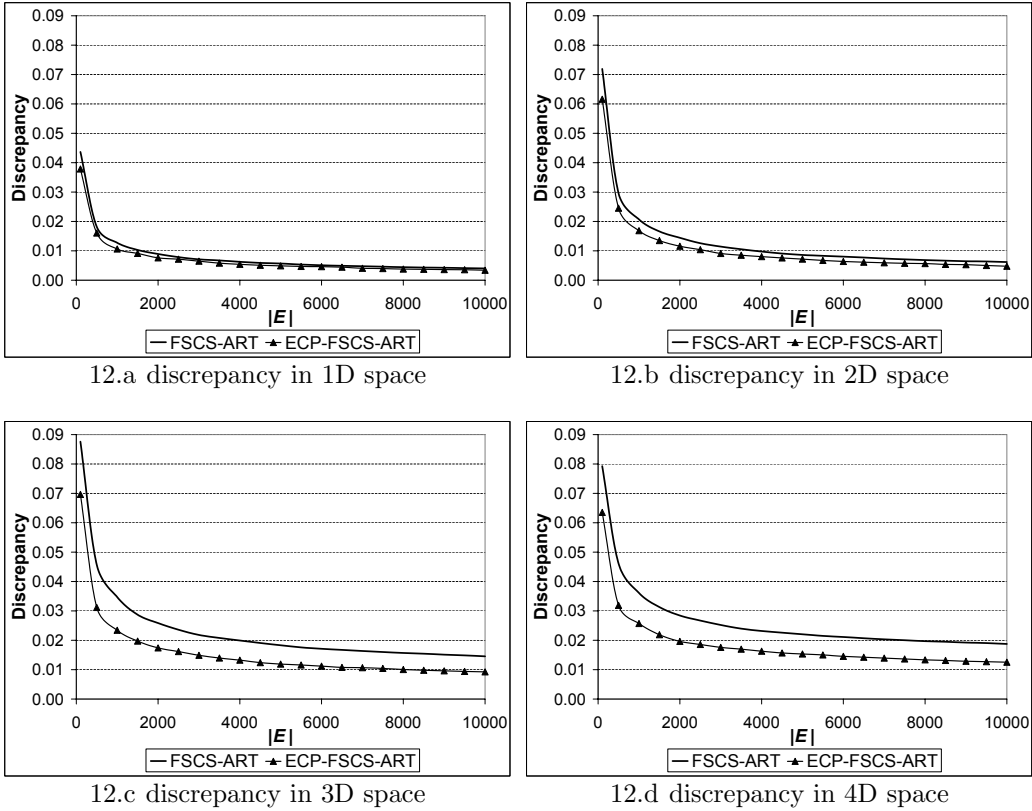 0.09
0.08
0.07
0.06
0.05
0.04
0.03
0.02
0.01
0.00
Discrepancy
0 2000 4000 6000 8000 10000
|E|
FSCS-ART ECP-FSCS-ART
12.a discrepancy in 1D space
0.09
0.08
0.07
0.06
0.05
0.04
0.03
0.02
0.01
0.00
Discrepancy
0 2000 4000 6000 8000 10000
|E|
FSCS-ART ECP-FSCS-ART
12.b discrepancy in 2D space
0.09
0.08
0.07
0.06
0.05
0.04
0.03
0.02
0.01
0.00
Discrepancy
0 2000 4000 6000 8000 10000
|E|
FSCS-ART ECP-FSCS-ART
12.c discrepancy in 3D space
0.09
0.08
0.07
0.06
0.05
0.04
0.03
0.02
0.01
0.00
Discrepancy
0 2000 4000 6000 8000 10000
|E|
FSCS-ART ECP-FSCS-ART
12.d discrepancy in 4D space